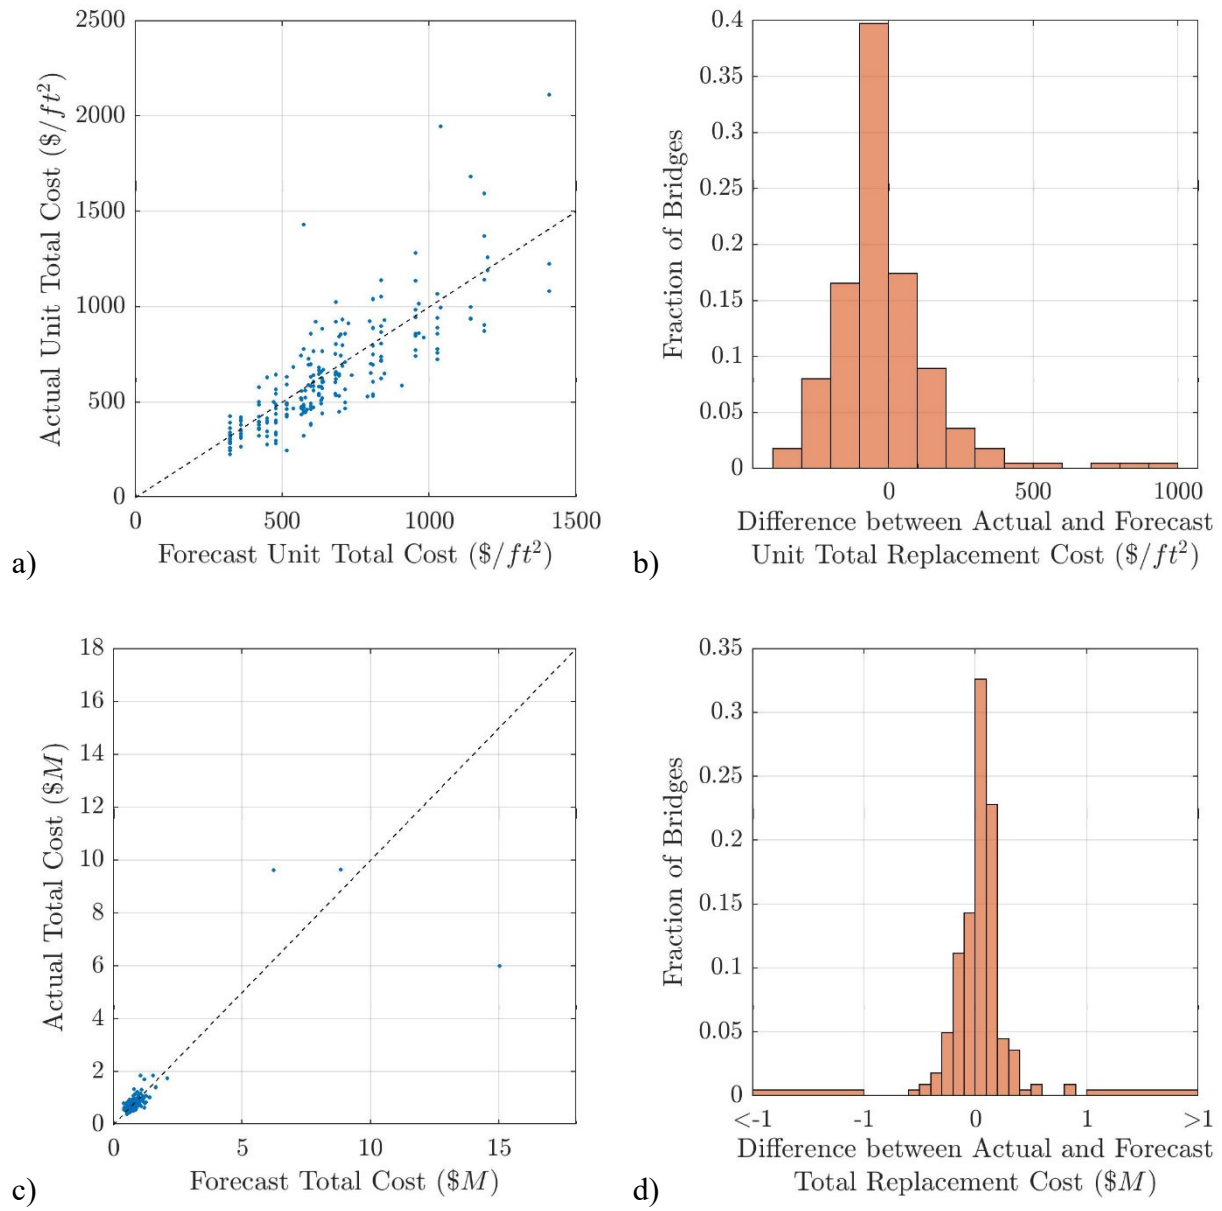 2500
2000
1500
1000
500
0
0 500 1000 1500
Actual Unit Total Cost ($/ft²)
Forecast Unit Total Cost ($/ft²)
a)
0.4
0.35
0.3
0.25
0.2
0.15
0.1
0.05
0
0 500 1000
Fraction of Bridges
Difference between Actual and Forecast
Unit Total Replacement Cost ($/ft²)
b)
18
16
14
12
10
8
6
4
2
0
0 5 10 15
Actual Total Cost ($M)
Forecast Total Cost ($M)
c)
0.35
0.3
0.25
0.2
0.15
0.1
0.05
0
<-1 -1 0 1 >1
Fraction of Bridges
Difference between Actual and Forecast
Total Replacement Cost ($M)
d)